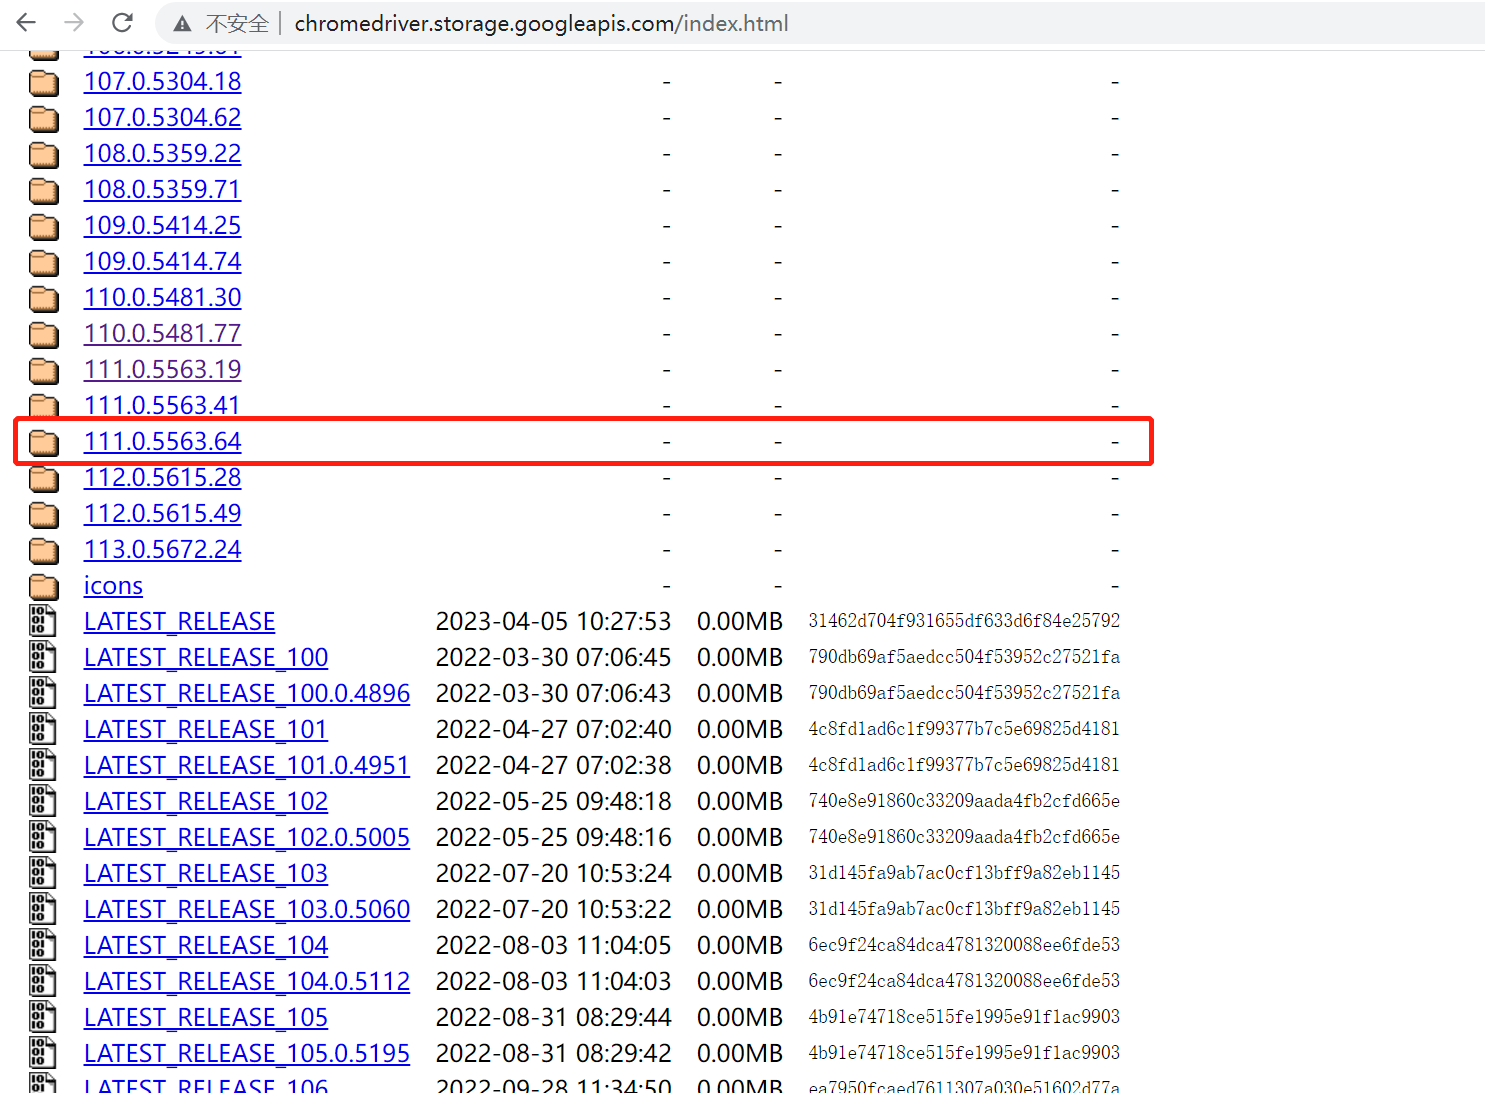 不安全 chromedriver.storage.googleapis.com/index.html
107.0.5304.18 - - -
107.0.5304.62 - - -
108.0.5359.22 - - -
108.0.5359.71 - - -
109.0.5414.25 - - -
109.0.5414.74 - - -
110.0.5481.30 - - -
110.0.5481.77 - - -
111.0.5563.19 - - -
111.0.5563.41 - - -
111.0.5563.64 - - -
112.0.5615.28 - - -
112.0.5615.49 - - -
113.0.5672.24 - - -
icons - - -
LATEST_RELEASE 2023-04-05 10:27:53 0.00MB 31462d704f931655df633d6f84e25792
LATEST_RELEASE_100 2022-03-30 07:06:45 0.00MB 790db69af5aedcc504f53952c27521fa
LATEST_RELEASE_100.0.4896 2022-03-30 07:06:43 0.00MB 790db69af5aedcc504f53952c27521fa
LATEST_RELEASE_101 2022-04-27 07:02:40 0.00MB 4c8fd1ad6c1f99377b7c5e69825d4181
LATEST_RELEASE_101.0.4951 2022-04-27 07:02:38 0.00MB 4c8fd1ad6c1f99377b7c5e69825d4181
LATEST_RELEASE_102 2022-05-25 09:48:18 0.00MB 740e8e91860c33209aada4fb2cfd665e
LATEST_RELEASE_102.0.5005 2022-05-25 09:48:16 0.00MB 740e8e91860c33209aada4fb2cfd665e
LATEST_RELEASE_103 2022-07-20 10:53:24 0.00MB 31d145fa9ab7ac0cf13bff9a82eb1145
LATEST_RELEASE_103.0.5060 2022-07-20 10:53:22 0.00MB 31d145fa9ab7ac0cf13bff9a82eb1145
LATEST_RELEASE_104 2022-08-03 11:04:05 0.00MB 6ec9f24ca84dca4781320088ee6fde53
LATEST_RELEASE_104.0.5112 2022-08-03 11:04:03 0.00MB 6ec9f24ca84dca4781320088ee6fde53
LATEST_RELEASE_105 2022-08-31 08:29:44 0.00MB 4b91e74718ce515fe1995e91f1ac9903
LATEST_RELEASE_105.0.5195 2022-08-31 08:29:42 0.00MB 4b91e74718ce515fe1995e91f1ac9903
LATEST_RELEASE_106 2022-09-28 11:34:50 0.00MB ea7950fcaed7611307a030e51602d77a